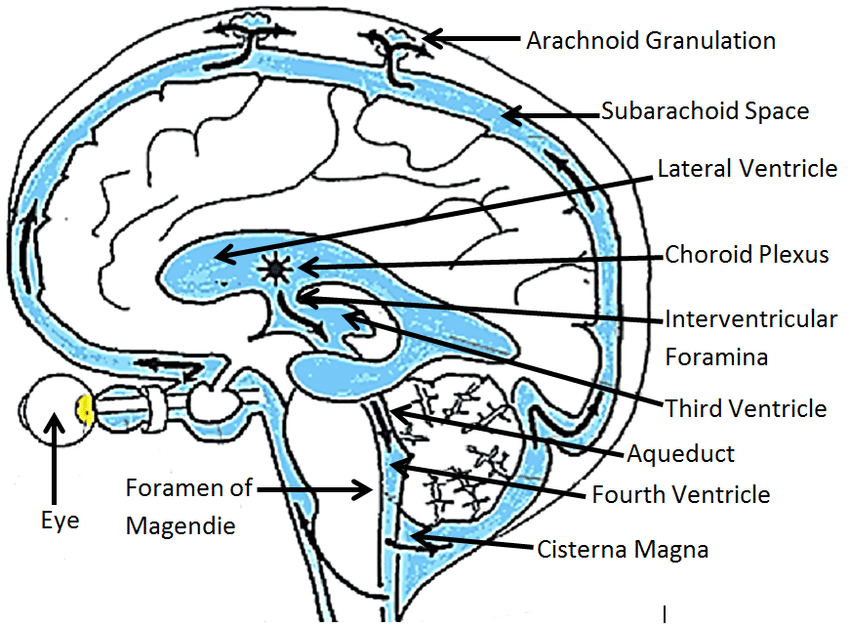 Arachnoid Granulation
Subarachoid Space
Lateral Ventricle
Choroid Plexus
Interventricular
Foramina
Third Ventricle
Aqueduct
Fourth Ventricle
Foramen of
Magendie
Eye
Cisterna Magna